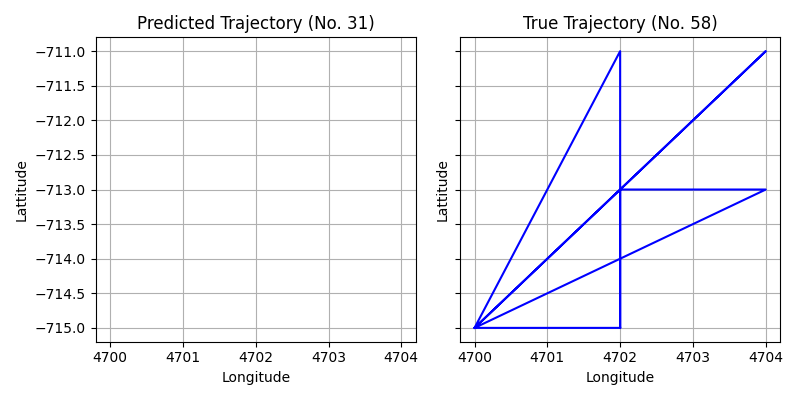 Predicted Trajectory (No. 31)
True Trajectory (No. 58)
−711.0
−711.5
−712.0
−712.5
−713.0
−713.5
−714.0
−714.5
−715.0
Lattitude
Lattitude
4700 4701 4702 4703 4704
4700 4701 4702 4703 4704
Longitude
Longitude